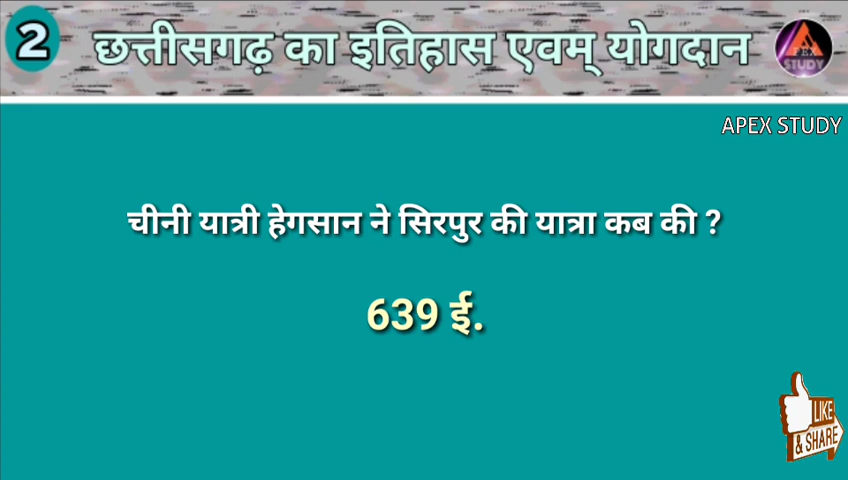 2
छत्तीसगढ़ का इतिहास एवम् योगदान
APEX
STUDY
APEX STUDY
चीनी यात्री हेगसान ने सिरपुर की यात्रा कब की ?
639 ई.
LIKE
& SHARE